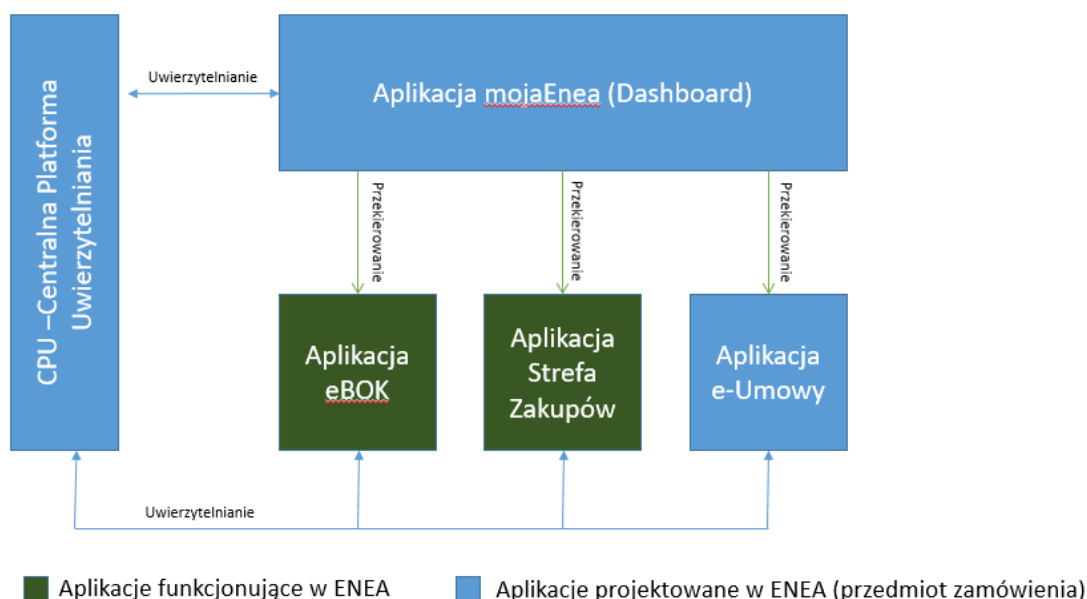 CPU –Centralna Platforma
Uwierzytelniania
Uwierzytelnianie
Aplikacja mojaEnea (Dashboard)
Przekierowanie
Przekierowanie
Przekierowanie
Aplikacja
eBOK
Aplikacja
Strefa
Zakupów
Aplikacja
e-Umowy
Uwierzytelnianie
Aplikacje funkcjonujące w ENEA
Aplikacje projektowane w ENEA (przedmiot zamówienia)